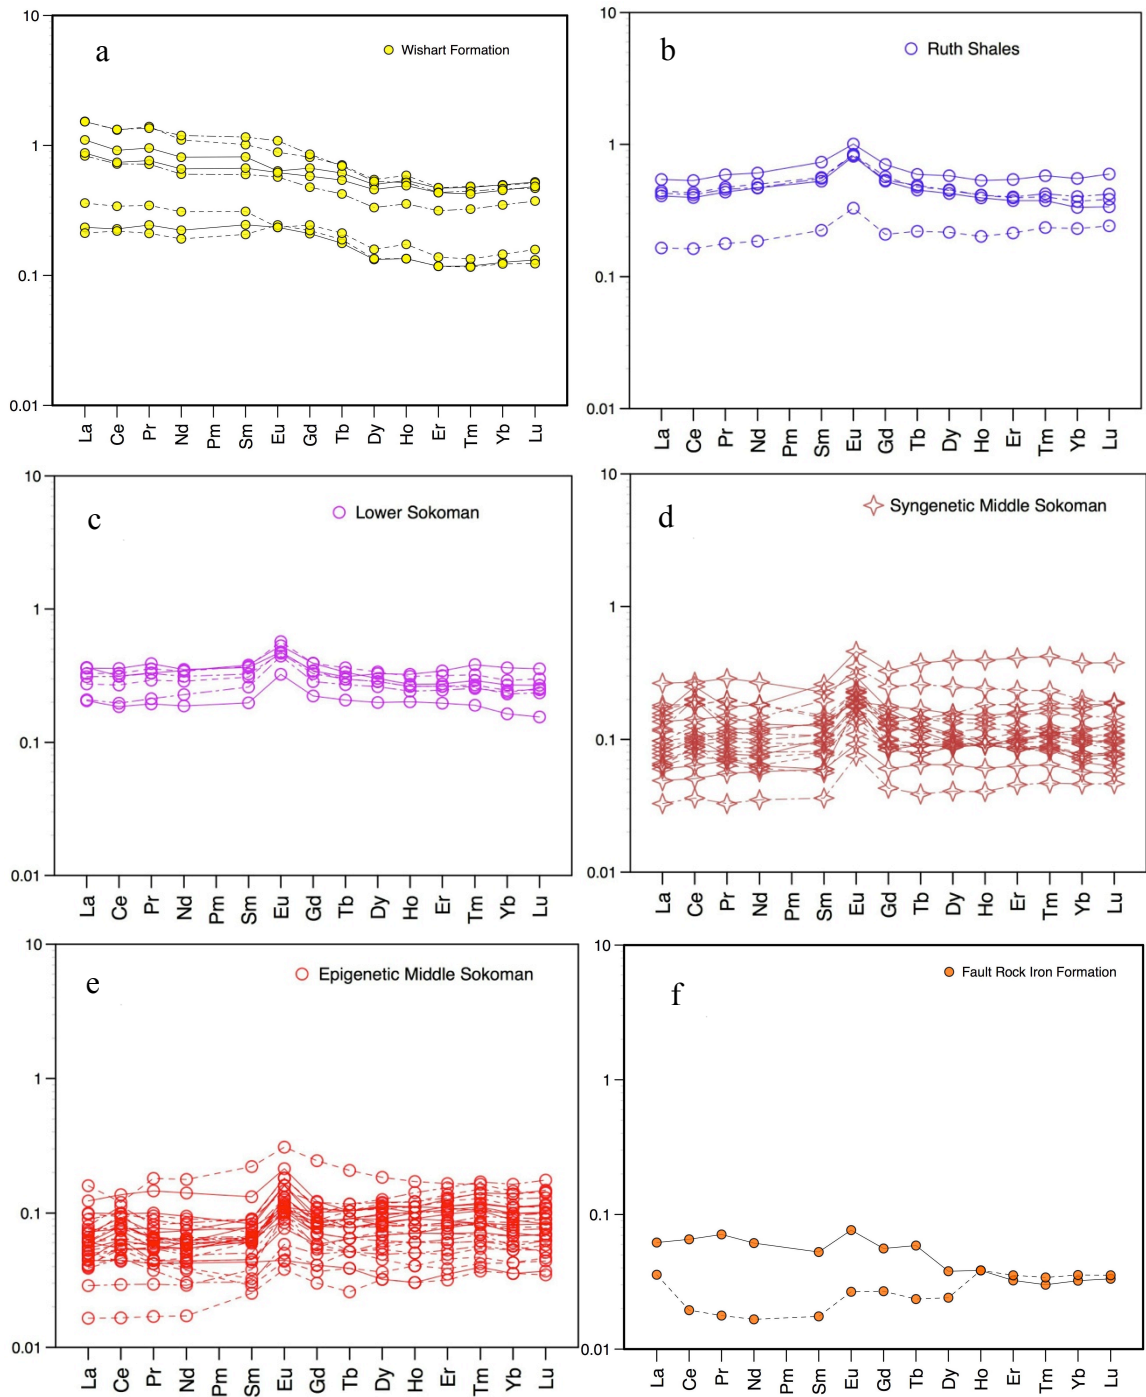 10
1
0.1
0.01
a
Wishart Formation
La Ce Pr Nd Pm Sm Eu Gd Tb Dy Ho Er Tm Yb Lu
10
1
0.1
0.01
b
Ruth Shales
La Ce Pr Nd Pm Sm Eu Gd Tb Dy Ho Er Tm Yb Lu
10
1
0.1
0.01
c
Lower Sokoman
La Ce Pr Nd Pm Sm Eu Gd Tb Dy Ho Er Tm Yb Lu
10
1
0.1
0.01
d
Syngenetic Middle Sokoman
La Ce Pr Nd Pm Sm Eu Gd Tb Dy Ho Er Tm Yb Lu
10
1
0.1
0.01
e
Epigenetic Middle Sokoman
La Ce Pr Nd Pm Sm Eu Gd Tb Dy Ho Er Tm Yb Lu
10
1
0.1
0.01
f
Fault Rock Iron Formation
La Ce Pr Nd Pm Sm Eu Gd Tb Dy Ho Er Tm Yb Lu